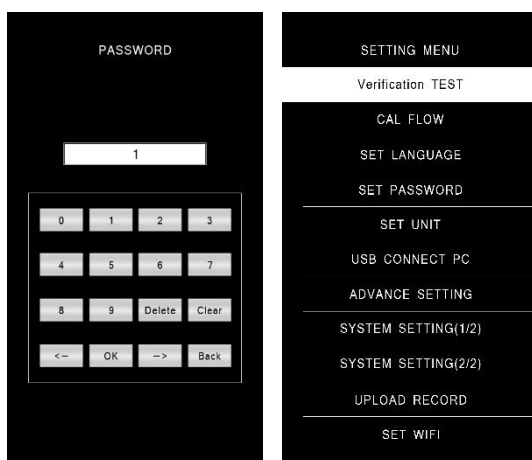 PASSWORD
1
0 1 2 3
4 5 6 7
8 9 Delete Clear
<- OK -> Back
SETTING MENU
Verification TEST
CAL FLOW
SET LANGUAGE
SET PASSWORD
SET UNIT
USB CONNECT PC
ADVANCE SETTING
SYSTEM SETTING(1/2)
SYSTEM SETTING(2/2)
UPLOAD RECORD
SET WIFI